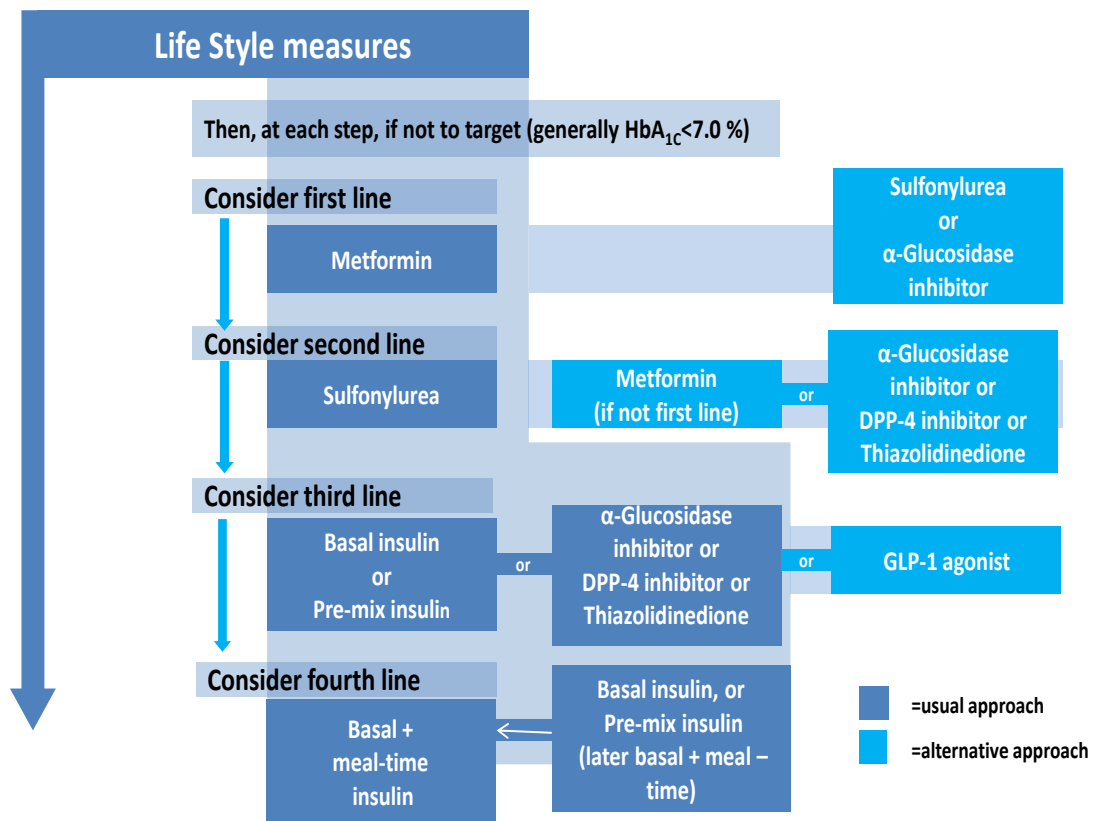 Life Style measures
Then, at each step, if not to target (generally HbA1C<7.0 %)
Consider first line
Metformin
Sulfonylurea
or
α-Glucosidase
inhibitor
Consider second line
Sulfonylurea
Metformin
(if not first line)
or
α-Glucosidase
inhibitor or
DPP-4 inhibitor or
Thiazolidinedione
Consider third line
Basal insulin
or
Pre-mix insulin
or
α-Glucosidase
inhibitor or
DPP-4 inhibitor or
Thiazolidinedione
or
GLP-1 agonist
Consider fourth line
Basal +
meal-time
insulin
Basal insulin, or
Pre-mix insulin
(later basal + meal –
time)
=usual approach
=alternative approach